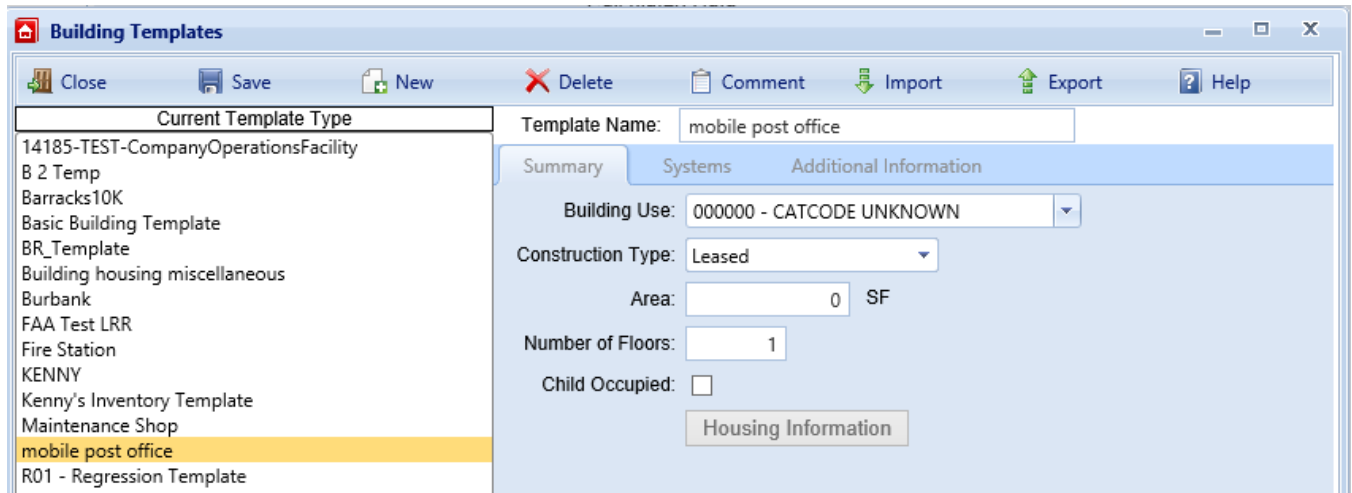 Building Templates
Close Save New Delete Comment Import Export Help
Current Template Type
14185-TEST-CompanyOperationsFacility
B 2 Temp
Barracks10K
Basic Building Template
BR_Template
Building housing miscellaneous
Burbank
FAA Test LRR
Fire Station
KENNY
Kenny's Inventory Template
Maintenance Shop
mobile post office
R01 - Regression Template
Template Name: mobile post office
Summary Systems Additional Information
Building Use: 000000 - CATCODE UNKNOWN
Construction Type: Leased
Area: 0 SF
Number of Floors: 1
Child Occupied:
Housing Information